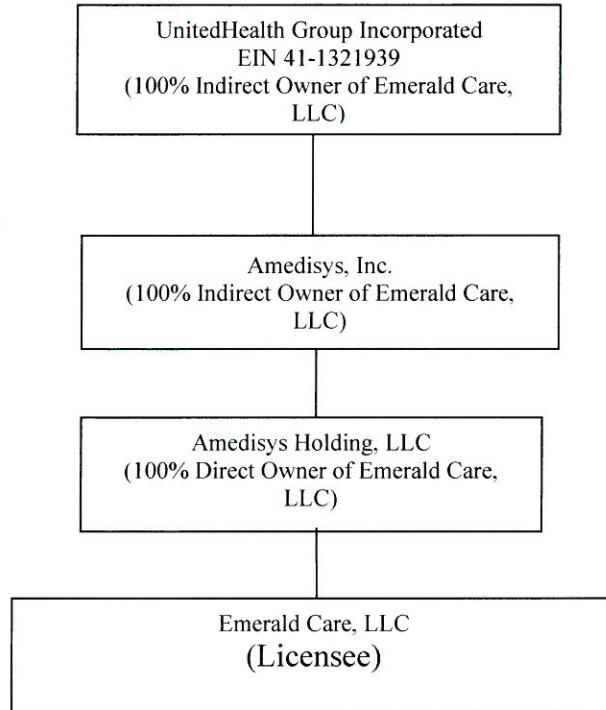 UnitedHealth Group Incorporated
EIN 41-1321939
(100% Indirect Owner of Emerald Care,
LLC)
Amedisys, Inc.
(100% Indirect Owner of Emerald Care,
LLC)
Amedisys Holding, LLC
(100% Direct Owner of Emerald Care,
LLC)
Emerald Care, LLC
(Licensee)